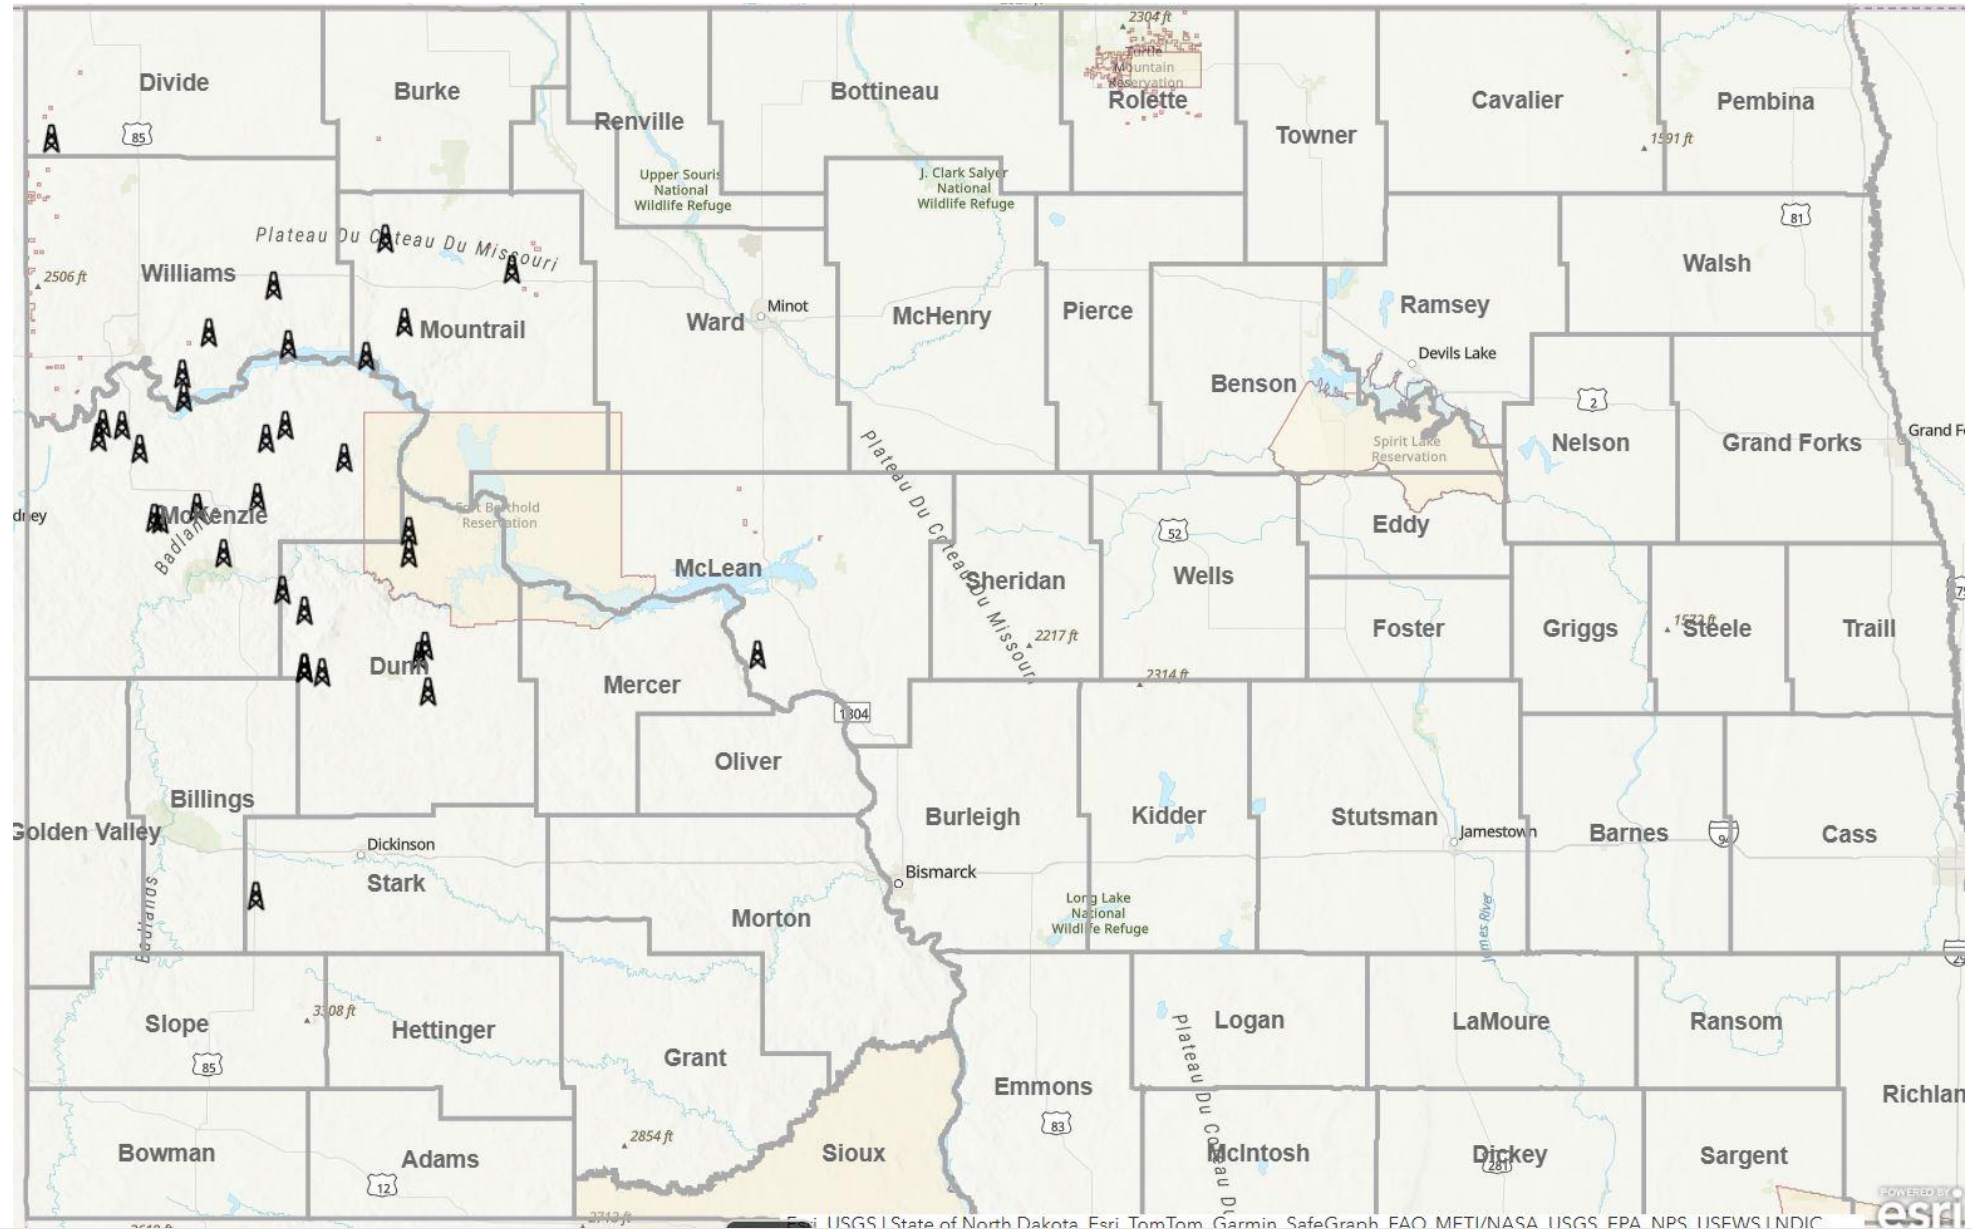 2304 ft
Turtle
Mountain
Reservation
Divide
Burke
Bottineau
Rolette
Cavalier
Pembina
Renville
Towner
85
1591 ft
Upper Souris
National
Wildlife Refuge
J. Clark Salyer
National
Wildlife Refuge
81
Plateau Du Coteau Du Missouri
Williams
2506 ft
Walsh
Minot
Ward
McHenry
Pierce
Ramsey
Mountrail
Devils Lake
Benson
2
Grand F
Spirit Lake
Reservation
Nelson
Grand Forks
Plateau Du Coteau Du Missouri
dney
McKenzie
Badlands
Fort Berthold
Reservation
52
Eddy
McLean
Sheridan
Wells
Foster
Griggs
Steele
Traill
2217 ft
Dunn
Mercer
2314 ft
1804
Oliver
Billings
Golden Valley
Burleigh
Kidder
Stutsman
Jamestown
Barnes
94
Cass
Dickinson
Stark
Bismarck
Badlands
Morton
Long Lake
National
Wildlife Refuge
James River
Slope
3308 ft
Hettinger
Logan
LaMoure
Ransom
85
Grant
Plateau Du Coteau Du
Emmons
Richlan
83
Bowman
Adams
2854 ft
Sioux
McIntosh
Dickey
281
Sargent
12
POWERED BY
esri
Esri, USGS | State of North Dakota, Esri, TomTom, Garmin, SafeGraph, FAO, METI/NASA, USGS, EPA, NPS, USFWS | NDIC